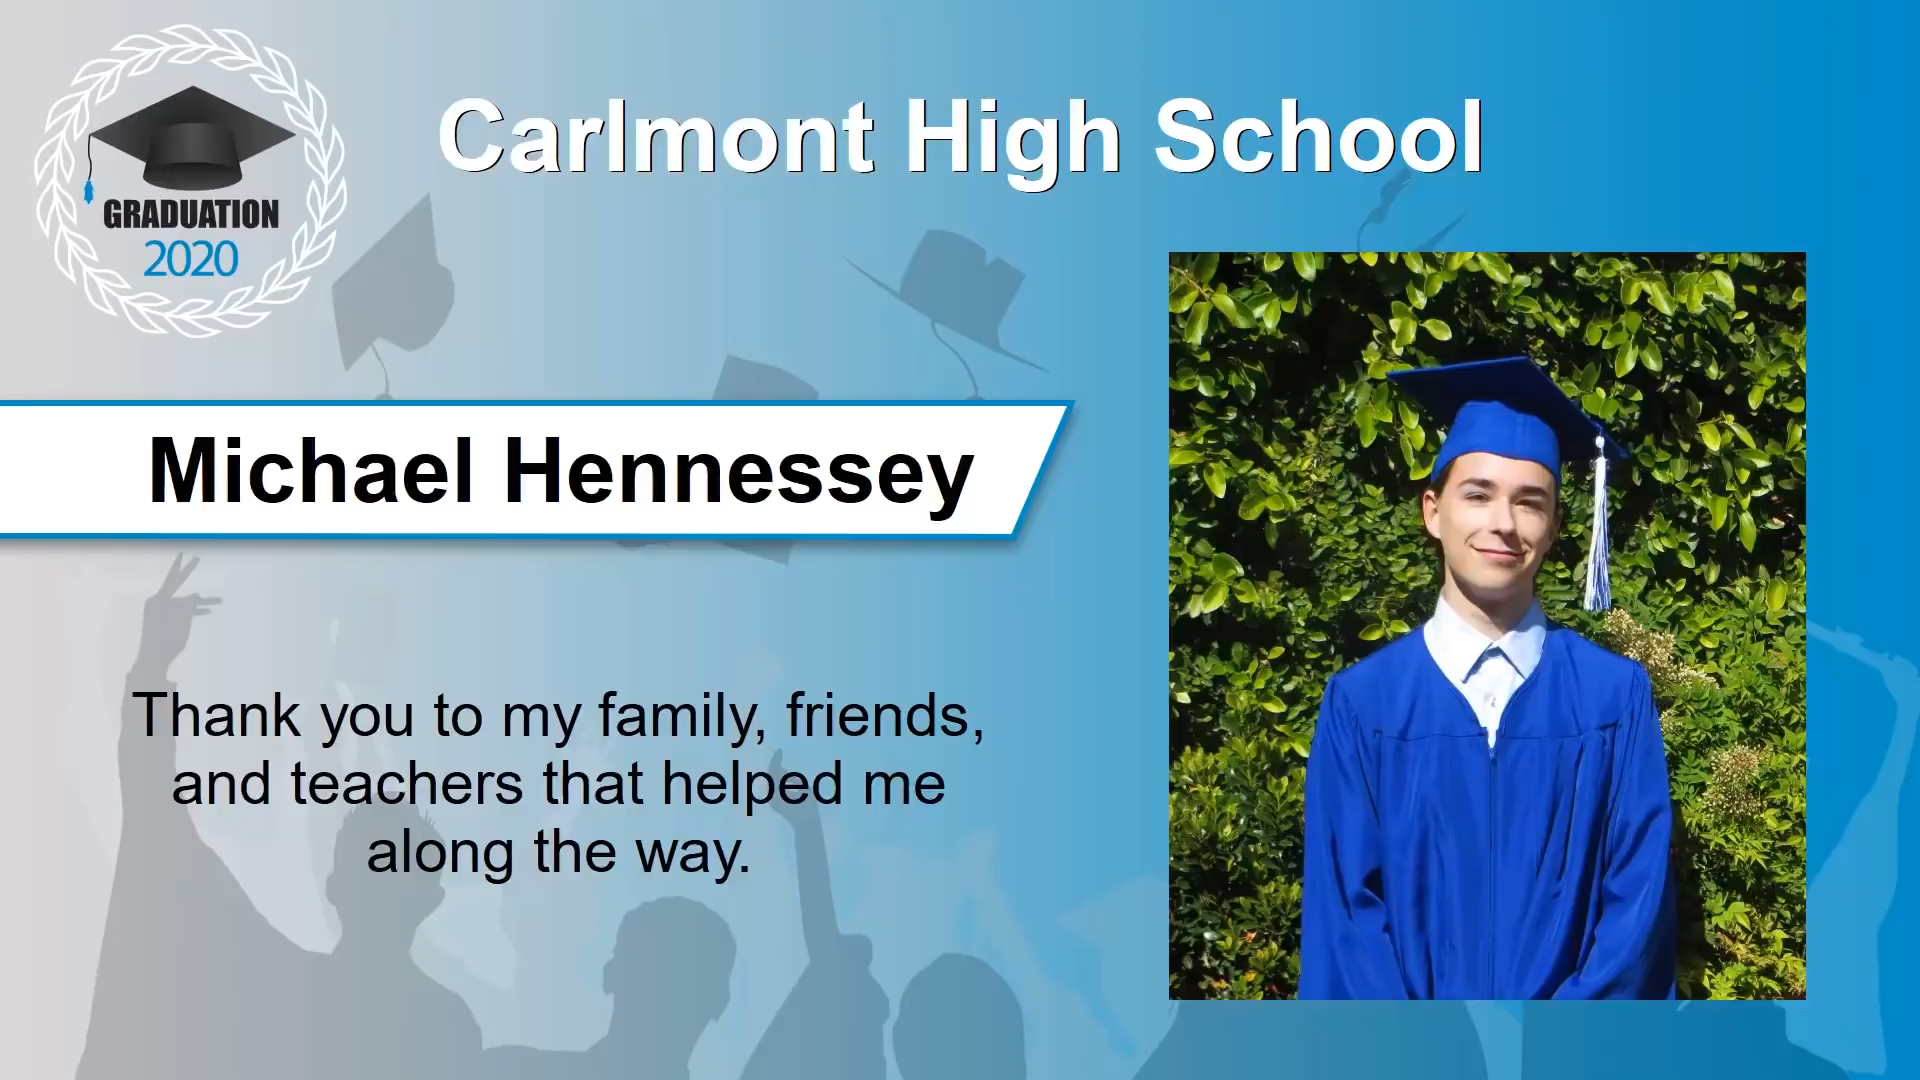 GRADUATION
2020
Carlmont High School
Michael Hennessey
Thank you to my family, friends,
and teachers that helped me
along the way.